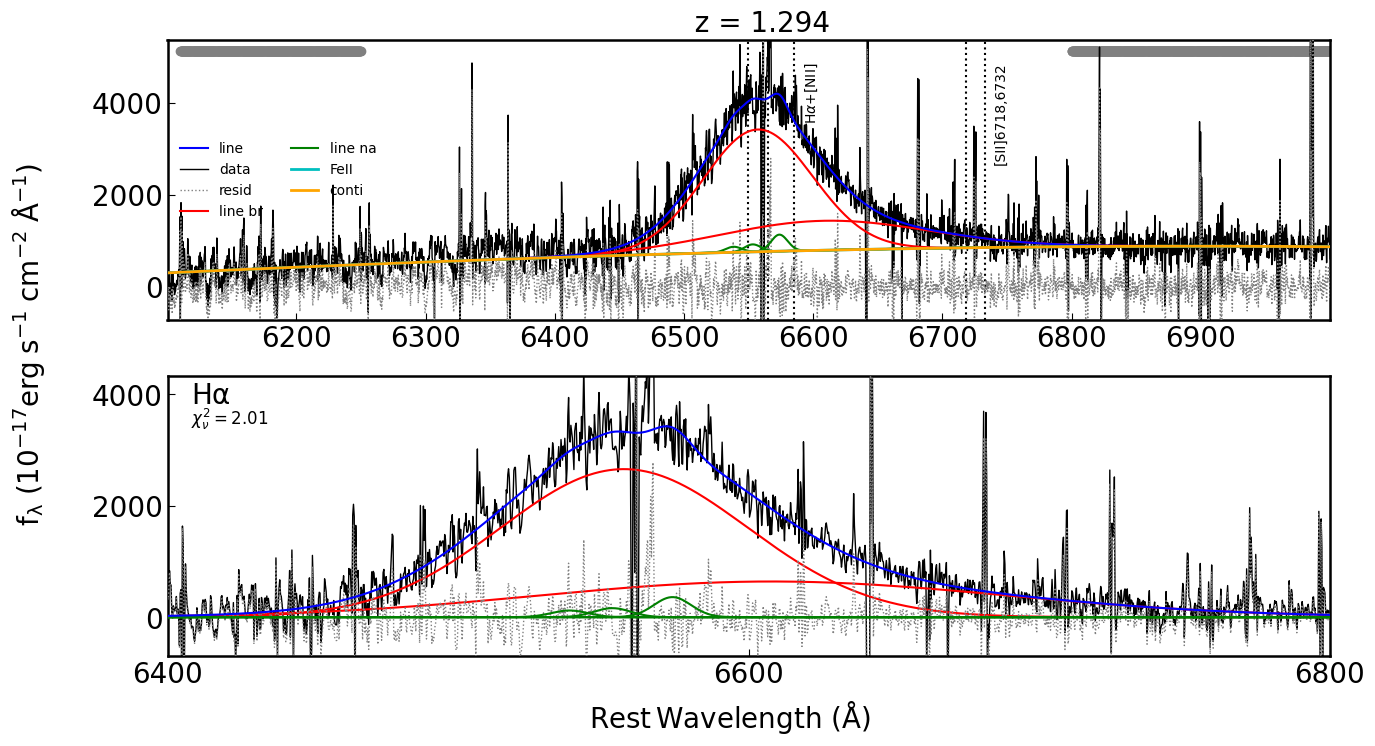 z = 1.294
4000
2000
0
line
data
resid
line br
line na
FeII
conti
Hα+[NII]
[SII]6718,6732
6200 6300 6400 6500 6600 6700 6800 6900
Hα
χ²ᵥ = 2.01
4000
2000
0
6400 6600 6800
Rest Wavelength (Å)
f_λ (10⁻¹⁷erg s⁻¹ cm⁻² Å⁻¹)